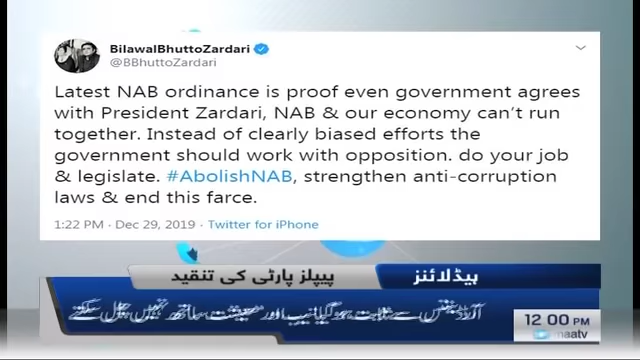 BilawalBhuttoZardari
@BBhuttoZardari
Latest NAB ordinance is proof even government agrees
with President Zardari, NAB & our economy can't run
together. Instead of clearly biased efforts the
government should work with opposition. do your job
& legislate. #AbolishNAB, strengthen anti-corruption
laws & end this farce.
1:22 PM · Dec 29, 2019 · Twitter for iPhone
ہیڈلائنز
پیپلز پارٹی کی تنقید
آرڈیننس سے ثابت ہوگیا نیب اور معیشت ساتھ نہیں چل سکتے
12:00 PM
maatv